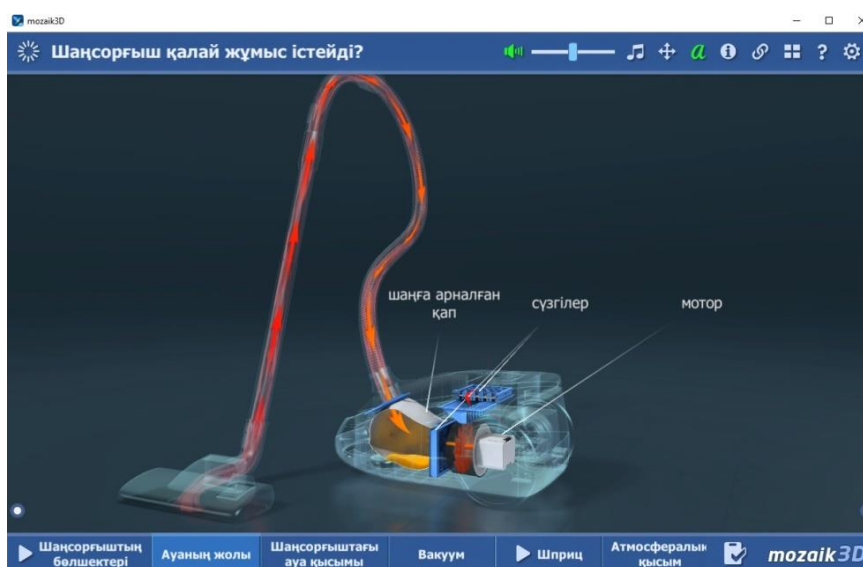 mozaik3D
Шаңсорғыш қалай жұмыс істейді?
шаңға арналған
қап
сүзгілер
мотор
Шаңсорғыштың
бөлшектері
Ауаның жолы
Шаңсорғыштағы
ауа қысымы
Вакуум
Шприц
Атмосфералық
қысым
mozaik3D